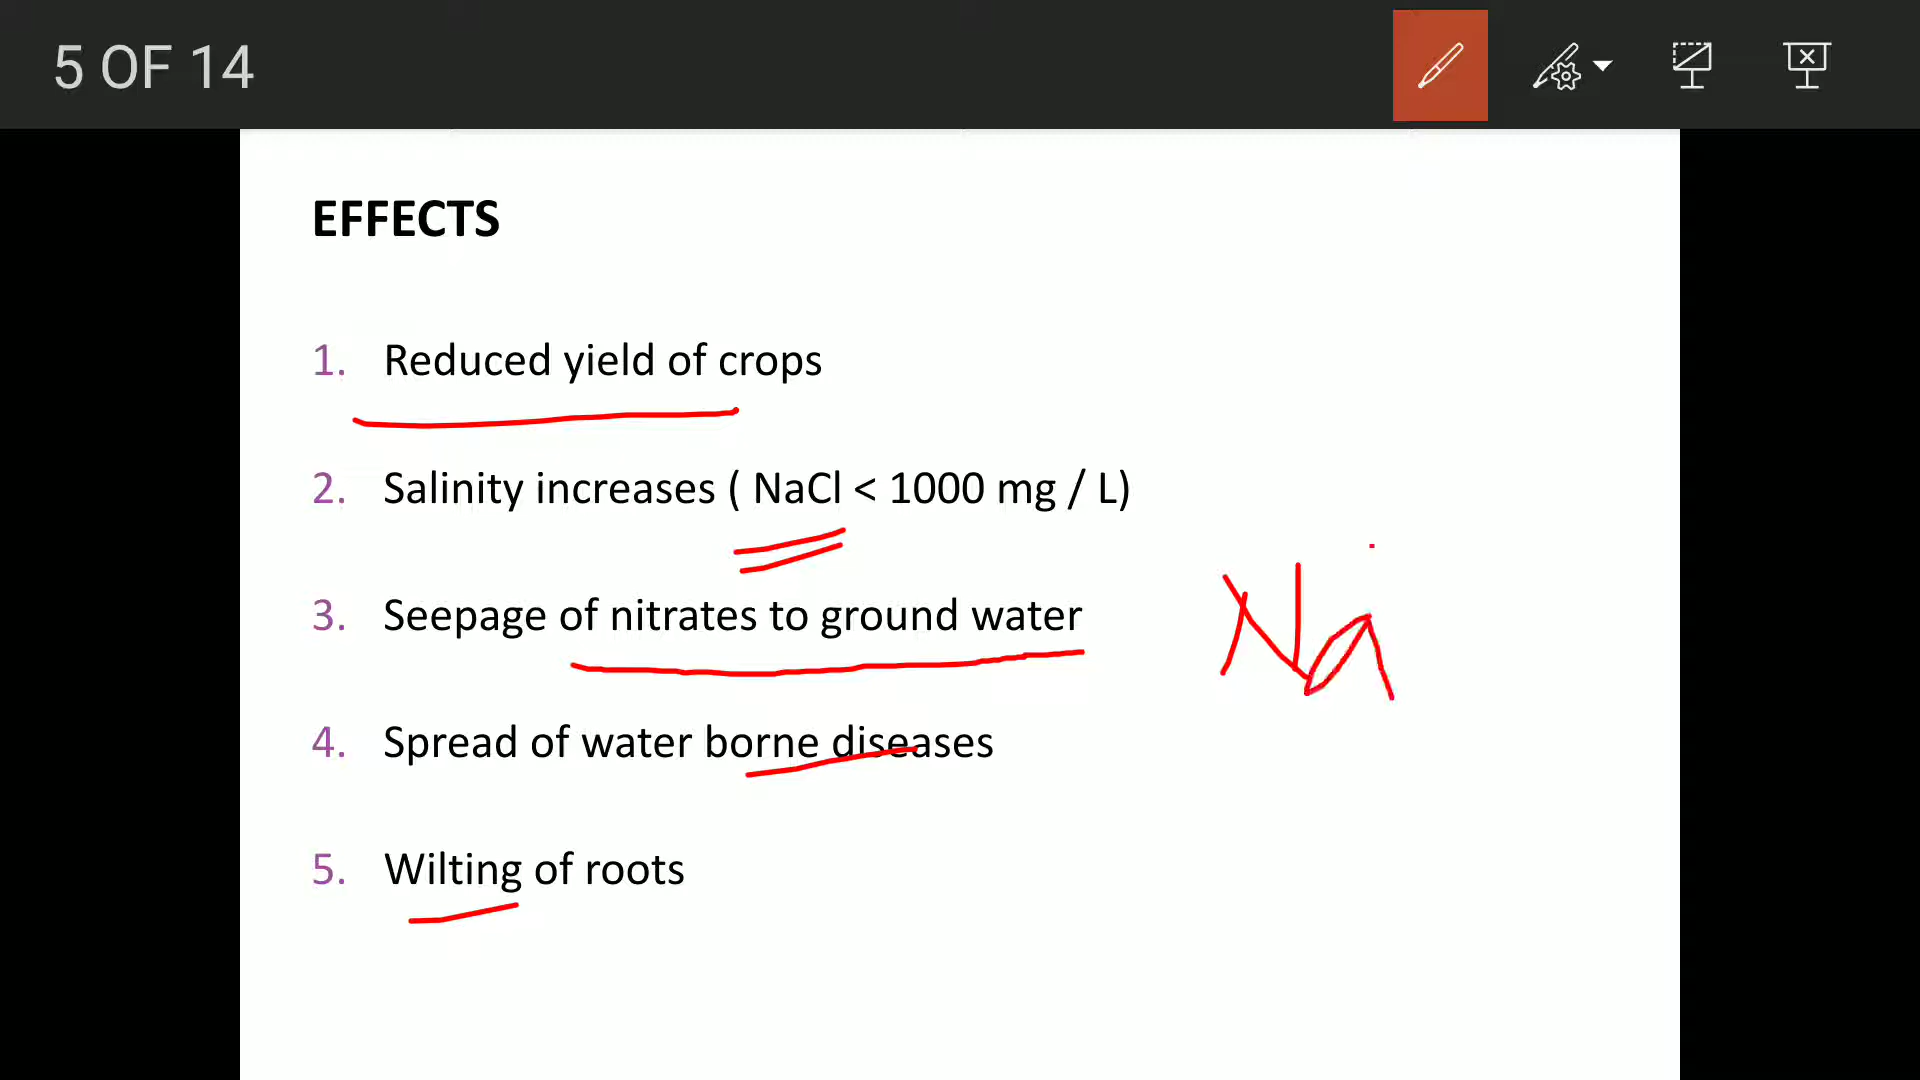 5 OF 14
EFFECTS
1. Reduced yield of crops
2. Salinity increases ( NaCl < 1000 mg / L)
3. Seepage of nitrates to ground water
Na
4. Spread of water borne diseases
5. Wilting of roots